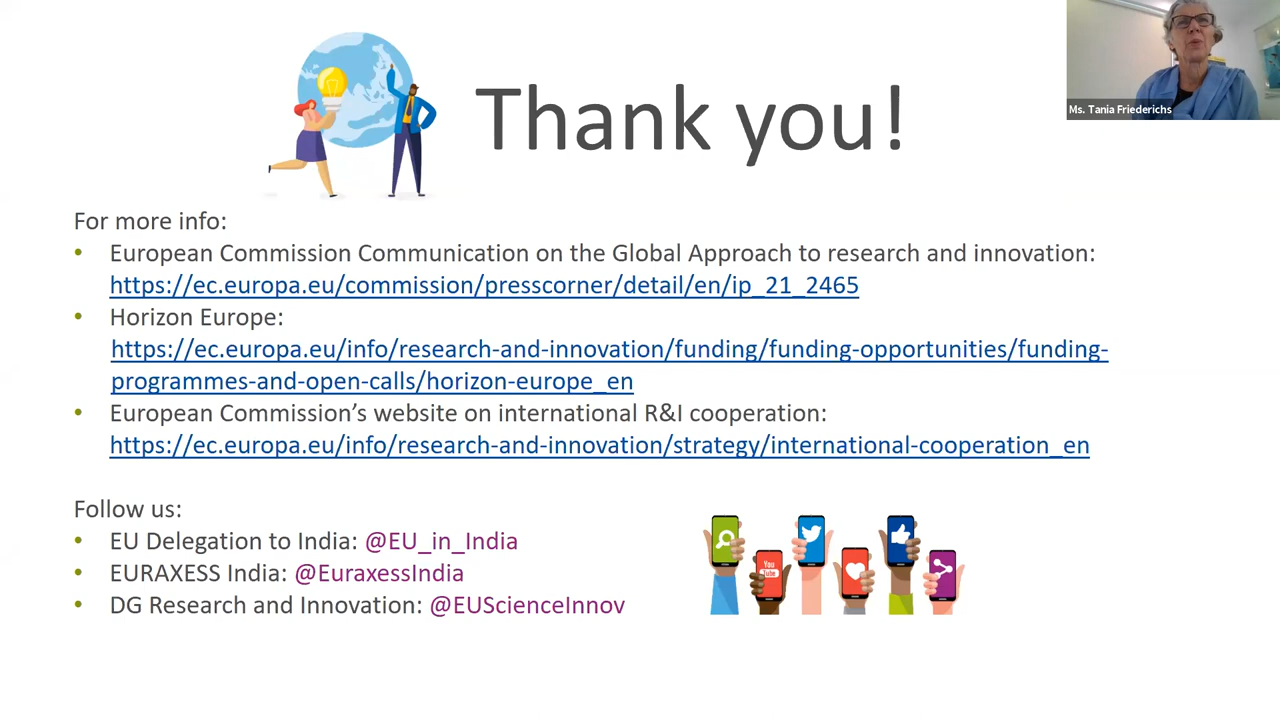 Thank you!
Ms. Tania Friederichs
For more info:
• European Commission Communication on the Global Approach to research and innovation:
https://ec.europa.eu/commission/presscorner/detail/en/ip_21_2465
• Horizon Europe:
https://ec.europa.eu/info/research-and-innovation/funding/funding-opportunities/funding-
programmes-and-open-calls/horizon-europe_en
• European Commission’s website on international R&I cooperation:
https://ec.europa.eu/info/research-and-innovation/strategy/international-cooperation_en
Follow us:
• EU Delegation to India: @EU_in_India
• EURAXESS India: @EuraxessIndia
• DG Research and Innovation: @EUScienceInnov
You
Tube